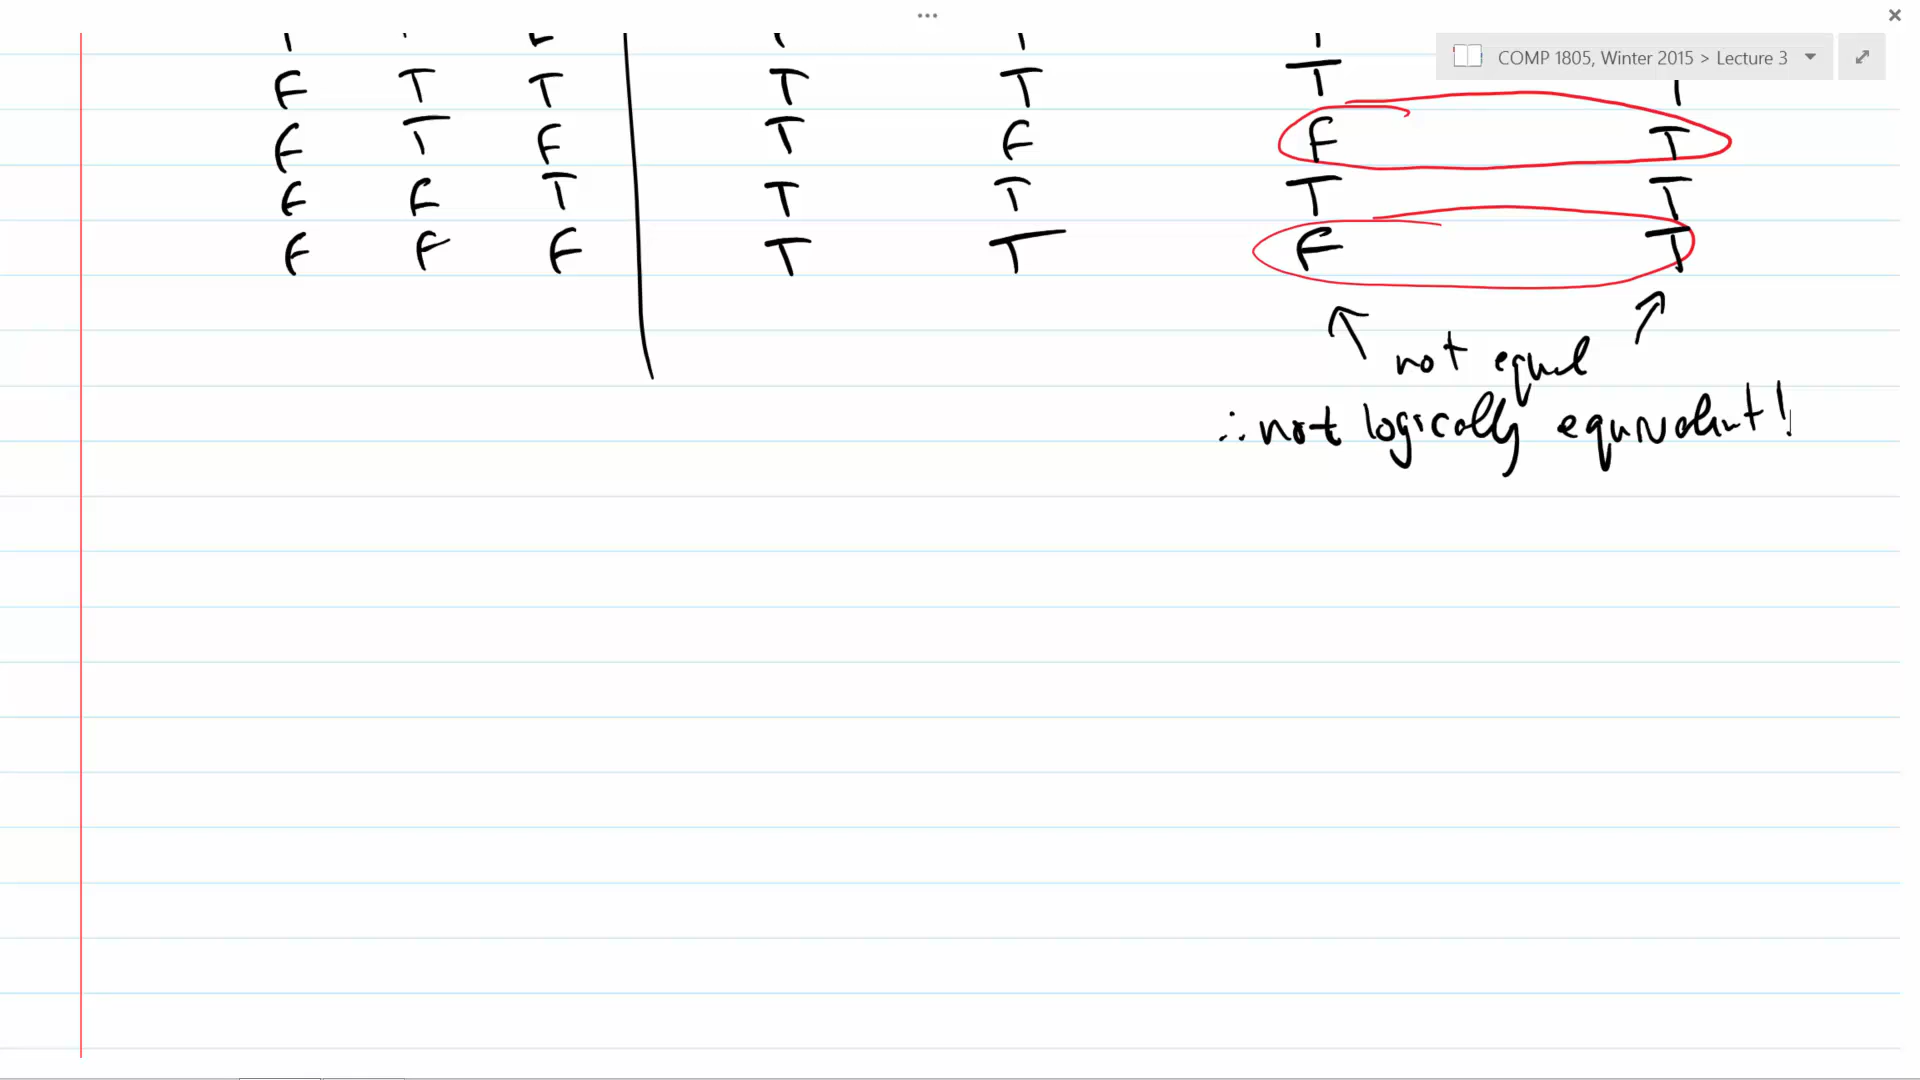 COMP 1805, Winter 2015 > Lecture 3
F T T T T T
F T F T F F T
F F T T T T T
F F F T T F T
not equal
∴ not logically equivalent!